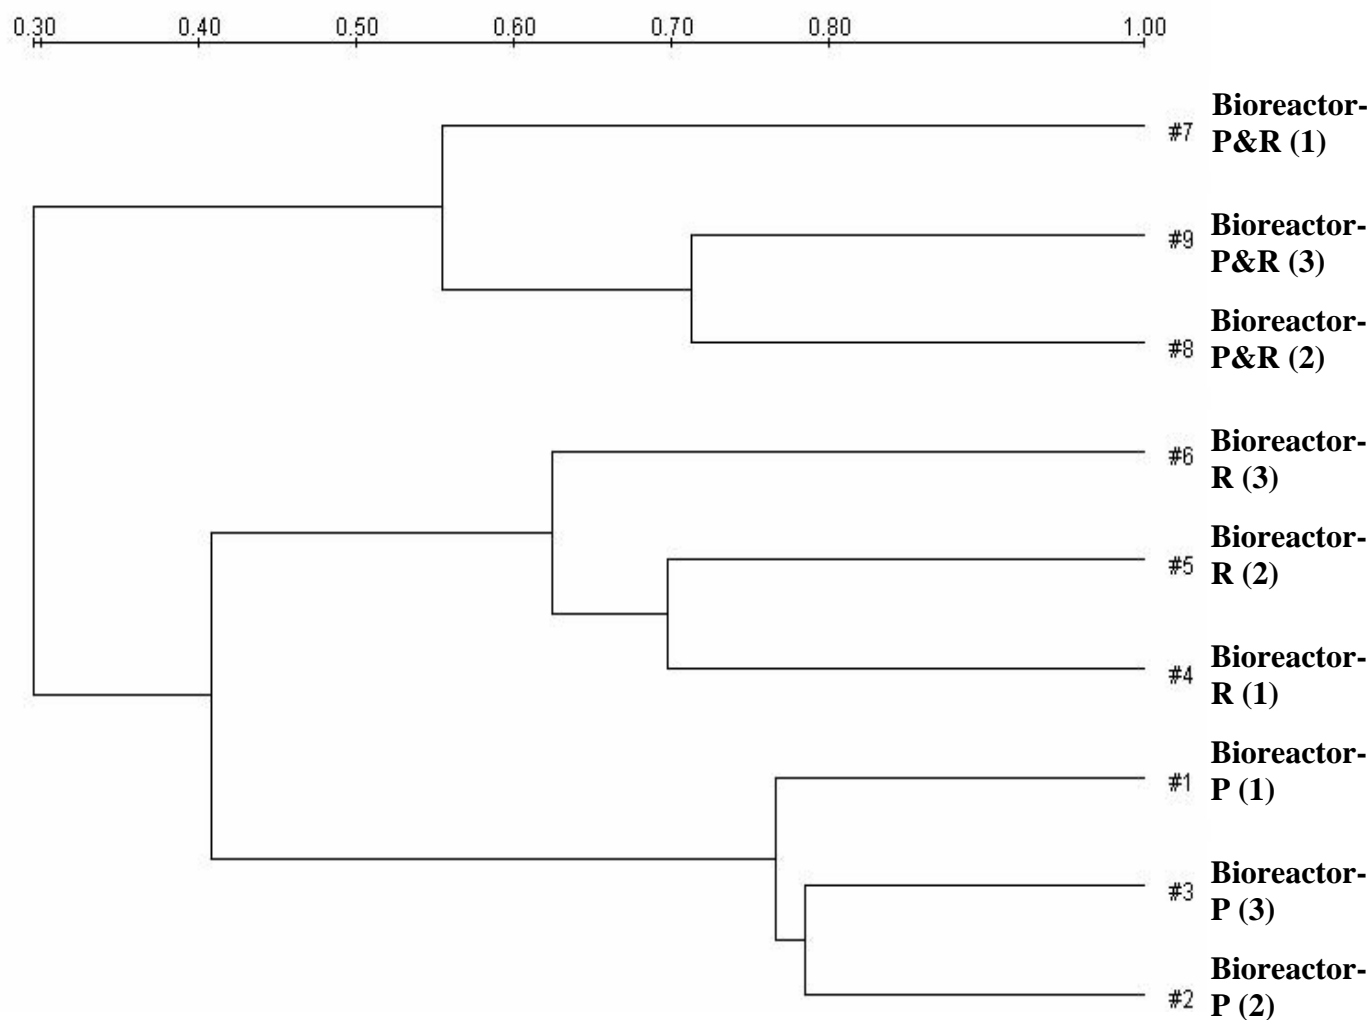 0.30 0.40 0.50 0.60 0.70 0.80 1.00
#7 Bioreactor-
P&R (1)
#9 Bioreactor-
P&R (3)
#8 Bioreactor-
P&R (2)
#6 Bioreactor-
R (3)
#5 Bioreactor-
R (2)
#4 Bioreactor-
R (1)
#1 Bioreactor-
P (1)
#3 Bioreactor-
P (3)
#2 Bioreactor-
P (2)